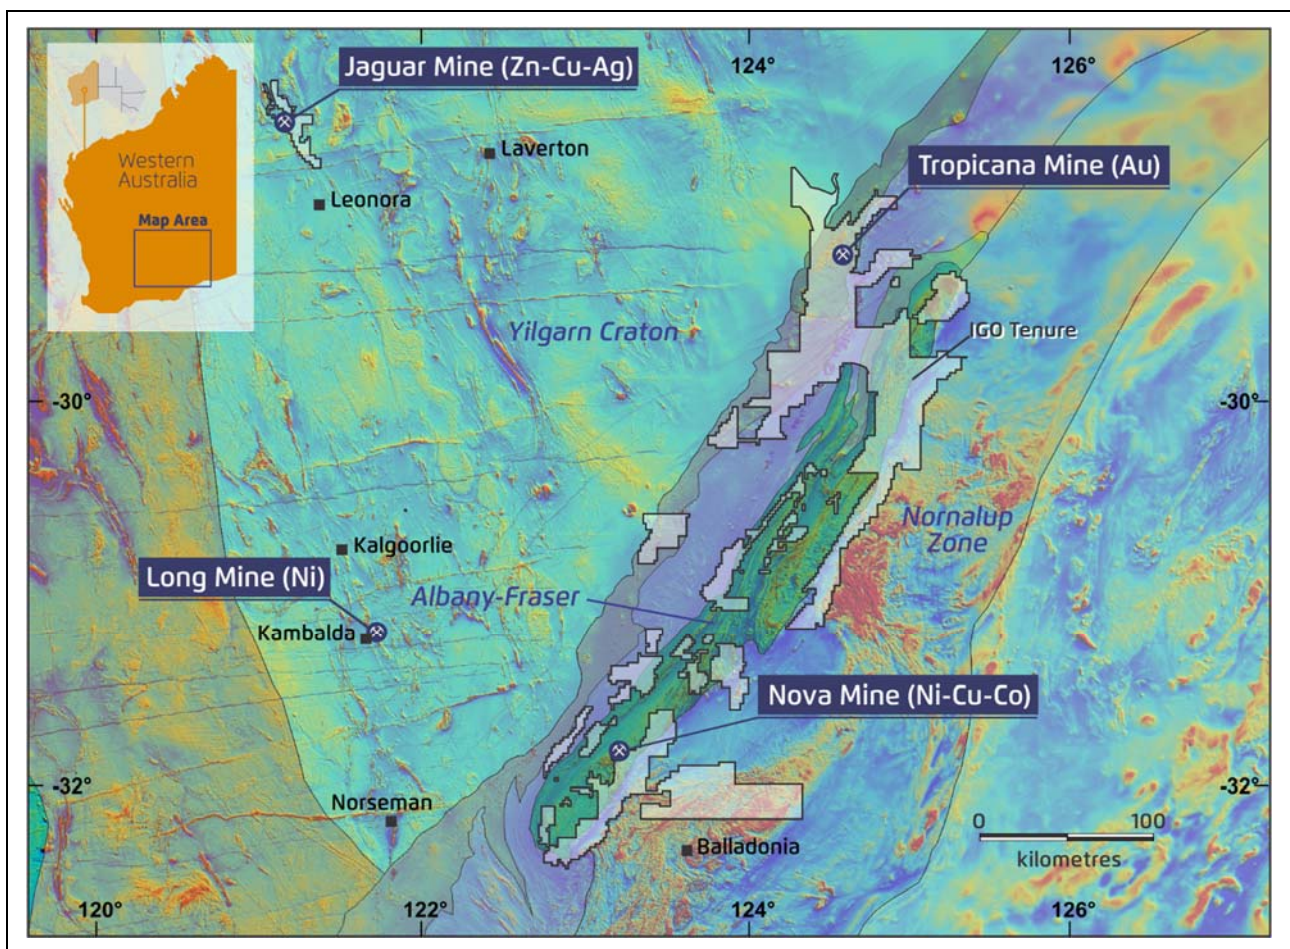 124°
126°
Jaguar Mine (Zn-Cu-Ag)
Laverton
Tropicana Mine (Au)
Western
Australia
Leonora
Map Area
Yilgarn Craton
IGO Tenure
-30°
-30°
Nornalup
Zone
Kalgoorlie
Long Mine (Ni)
Albany-Fraser
Kambalda
Nova Mine (Ni-Cu-Co)
-32°
-32°
Norseman
0
100
kilometres
Balladonia
120°
122°
124°
126°